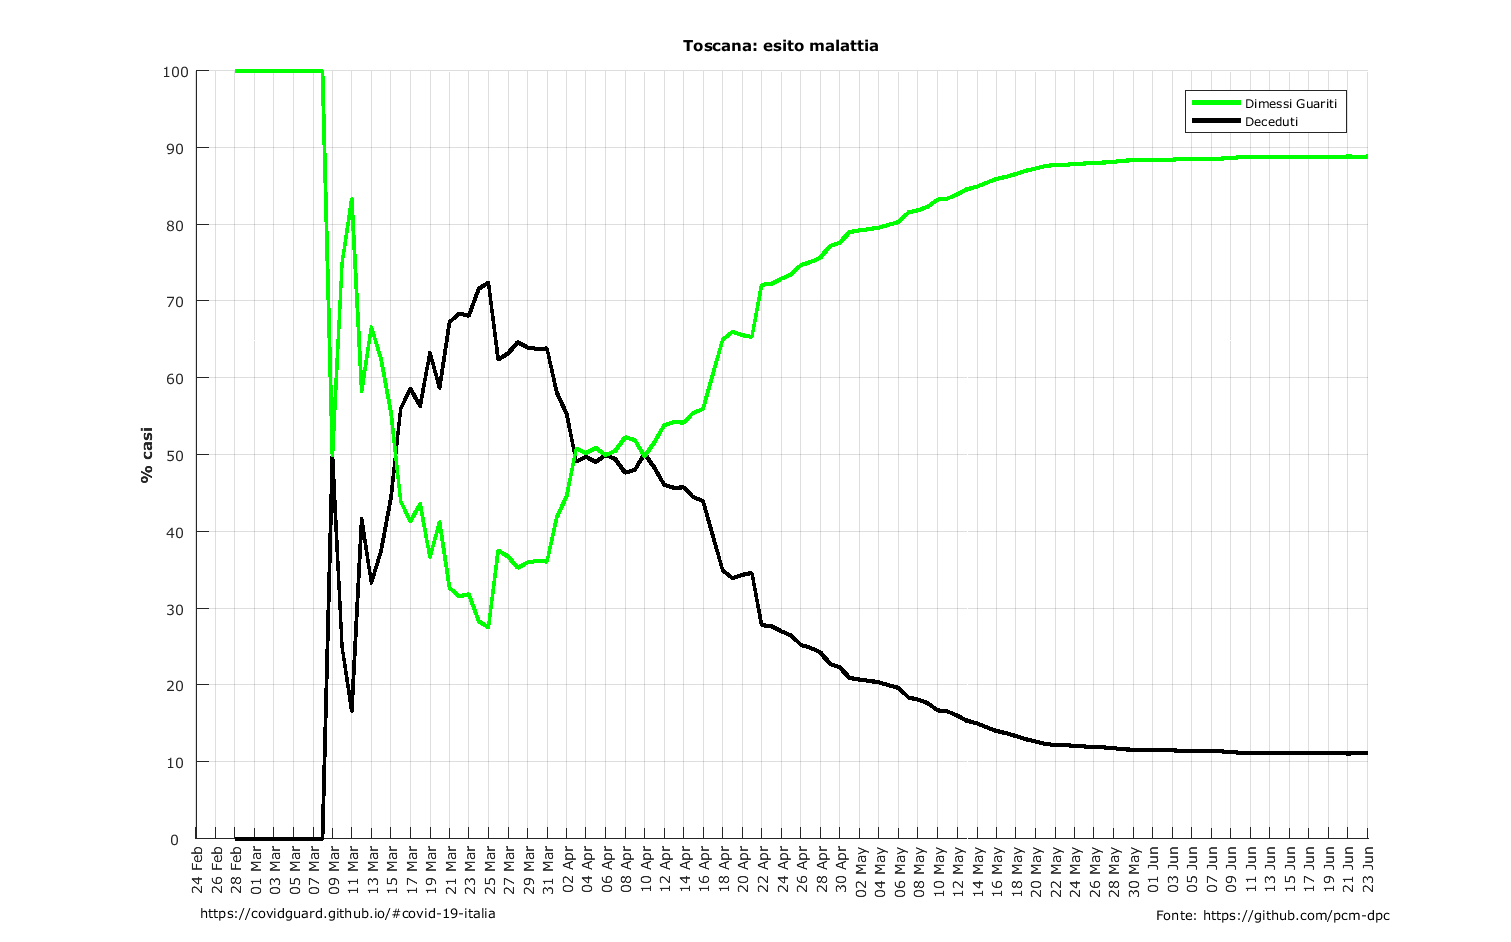 Toscana: esito malattia
Dimessi Guariti
Deceduti
% casi
100
90
80
70
60
50
40
30
20
10
0
24 Feb
26 Feb
28 Feb
01 Mar
03 Mar
05 Mar
07 Mar
09 Mar
11 Mar
13 Mar
15 Mar
17 Mar
19 Mar
21 Mar
23 Mar
25 Mar
27 Mar
29 Mar
31 Mar
02 Apr
04 Apr
06 Apr
08 Apr
10 Apr
12 Apr
14 Apr
16 Apr
18 Apr
20 Apr
22 Apr
24 Apr
26 Apr
28 Apr
30 Apr
02 May
04 May
06 May
08 May
10 May
12 May
14 May
16 May
18 May
20 May
22 May
24 May
26 May
28 May
30 May
01 Jun
03 Jun
05 Jun
07 Jun
09 Jun
11 Jun
13 Jun
15 Jun
17 Jun
19 Jun
21 Jun
23 Jun
https://covidguard.github.io/#covid-19-italia
Fonte: https://github.com/pcm-dpc